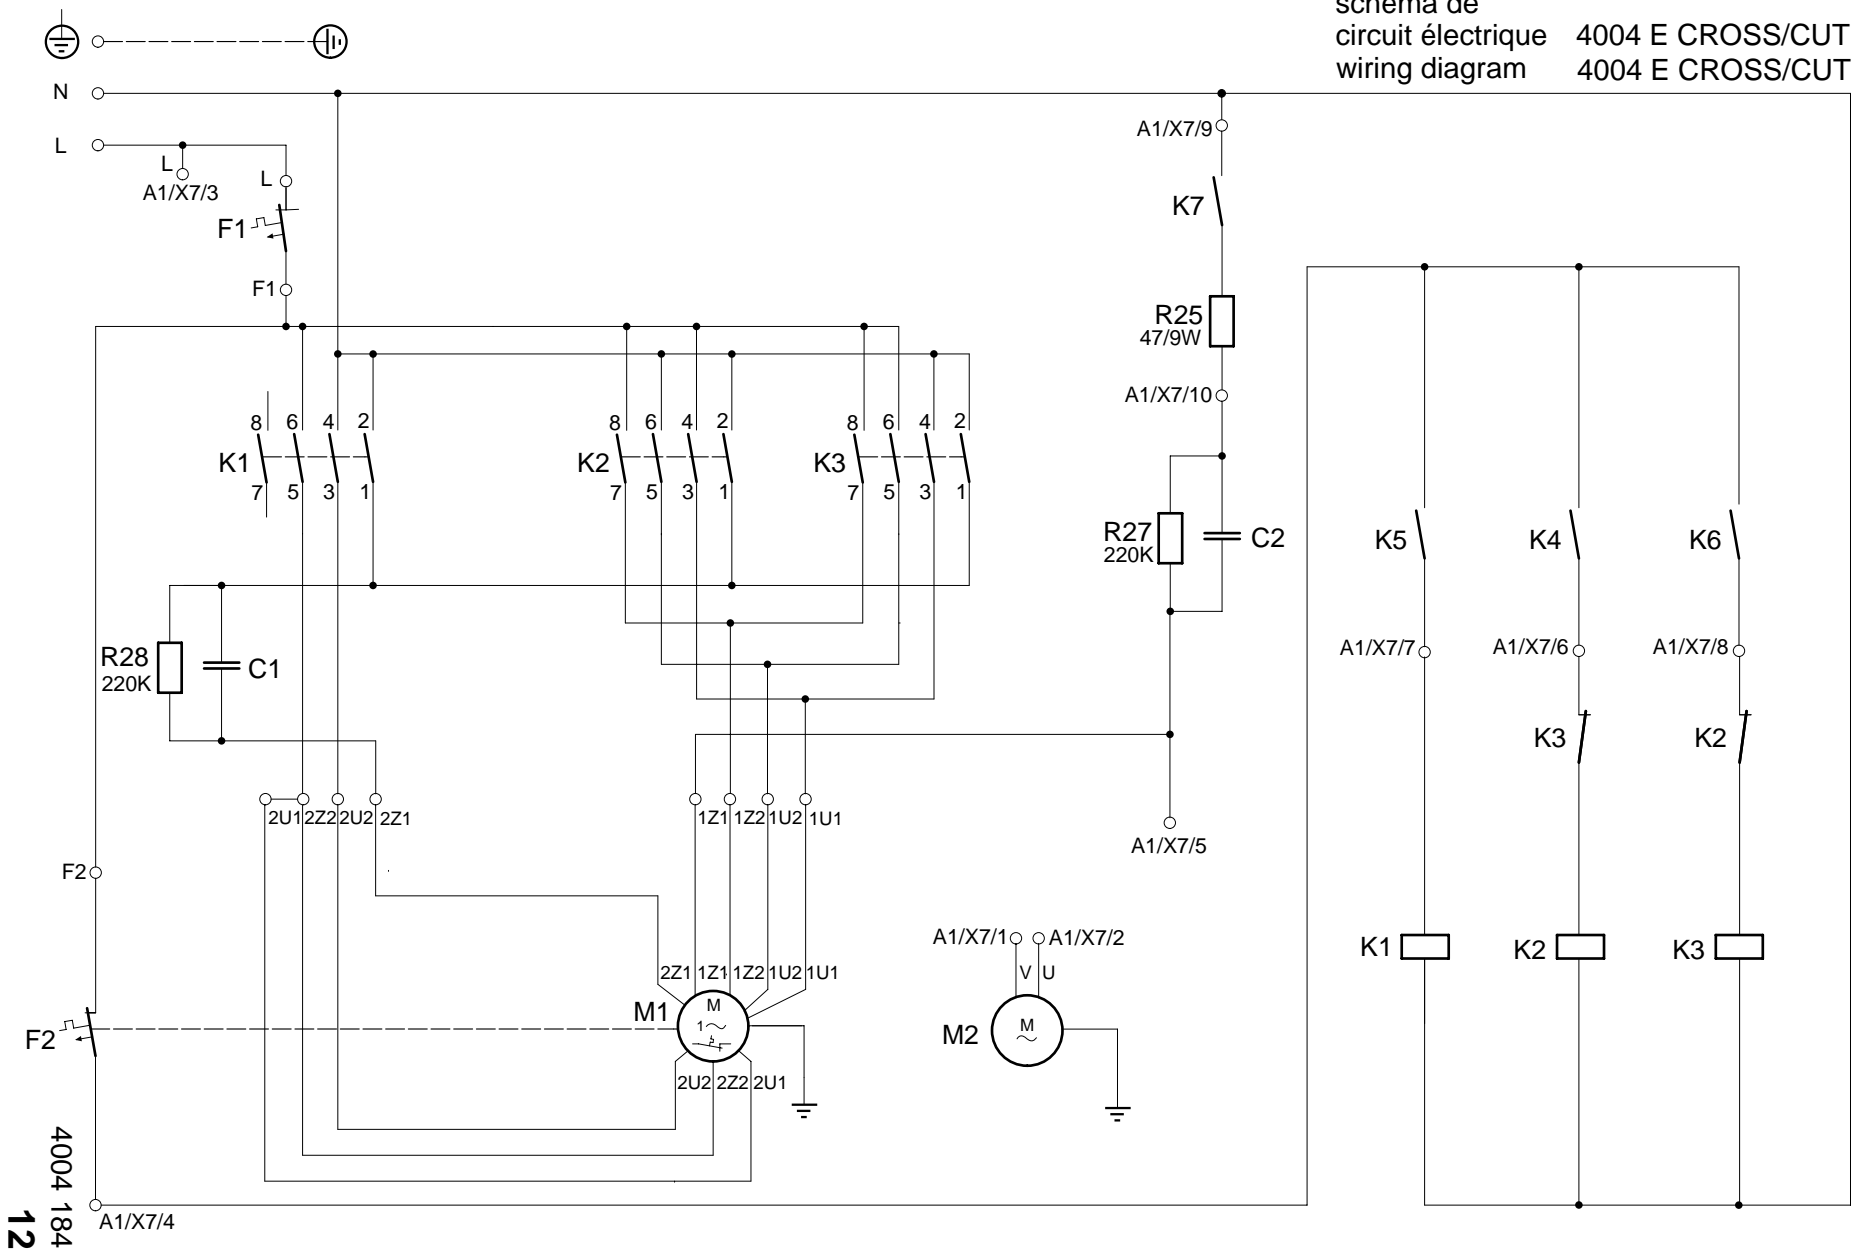 schéma de
circuit électrique 4004 E CROSS/CUT
wiring diagram 4004 E CROSS/CUT
N
L
L
A1/X7/3
L
F1
F1
A1/X7/9
K7
R25
47/9W
A1/X7/10
8 6 4 2
K1
7 5 3 1
8 6 4 2
K2
7 5 3 1
8 6 4 2
K3
7 5 3 1
R27
220K
C2
K5
K4
K6
R28
220K
C1
A1/X7/7
A1/X7/6
A1/X7/8
K3
K2
2U1 2Z2 2U2 2Z1
1Z1 1Z2 1U2 1U1
A1/X7/5
F2
A1/X7/1
A1/X7/2
V U
K1
K2
K3
2Z1 1Z1 1Z2 1U2 1U1
M1
M
1~
M2
M
~
F2
2U2 2Z2 2U1
A1/X7/4
4004 184
12